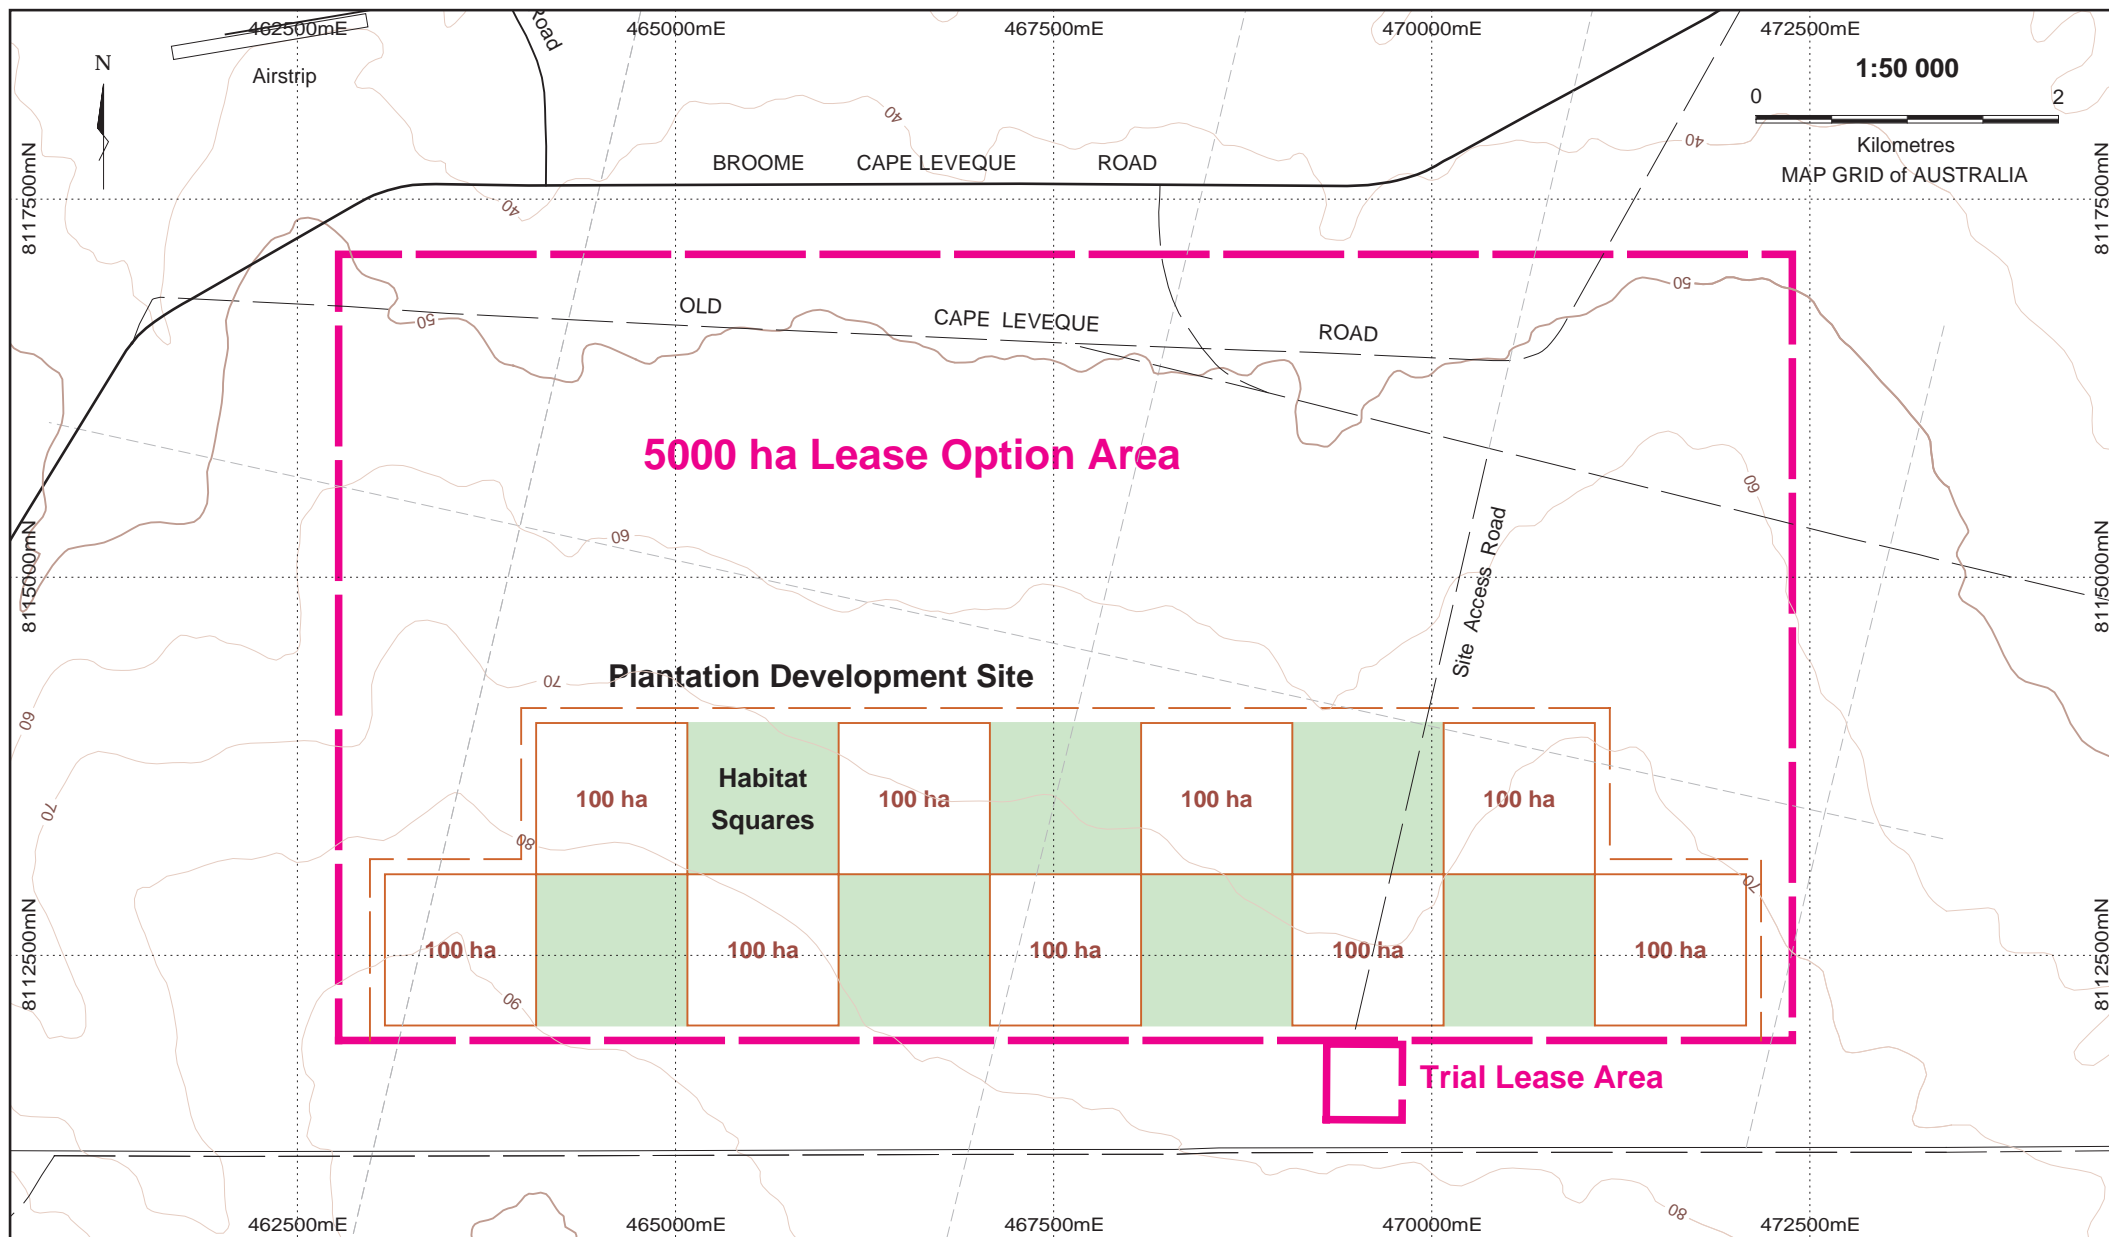 462500mE
465000mE
467500mE
470000mE
472500mE
Road
N
Airstrip
1:50 000
0
2
Kilometres
MAP GRID of AUSTRALIA
40
40
40
BROOME CAPE LEVEQUE ROAD
8117500mN
8117500mN
50
50
OLD CAPE LEVEQUE ROAD
5000 ha Lease Option Area
60
60
8115000mN
8115000mN
Site Access Road
Plantation Development Site
70
60
70
Habitat
Squares
100 ha
100 ha
100 ha
100 ha
80
70
100 ha
100 ha
100 ha
100 ha
100 ha
8112500mN
8112500mN
90
Trial Lease Area
80
462500mE
465000mE
467500mE
470000mE
472500mE